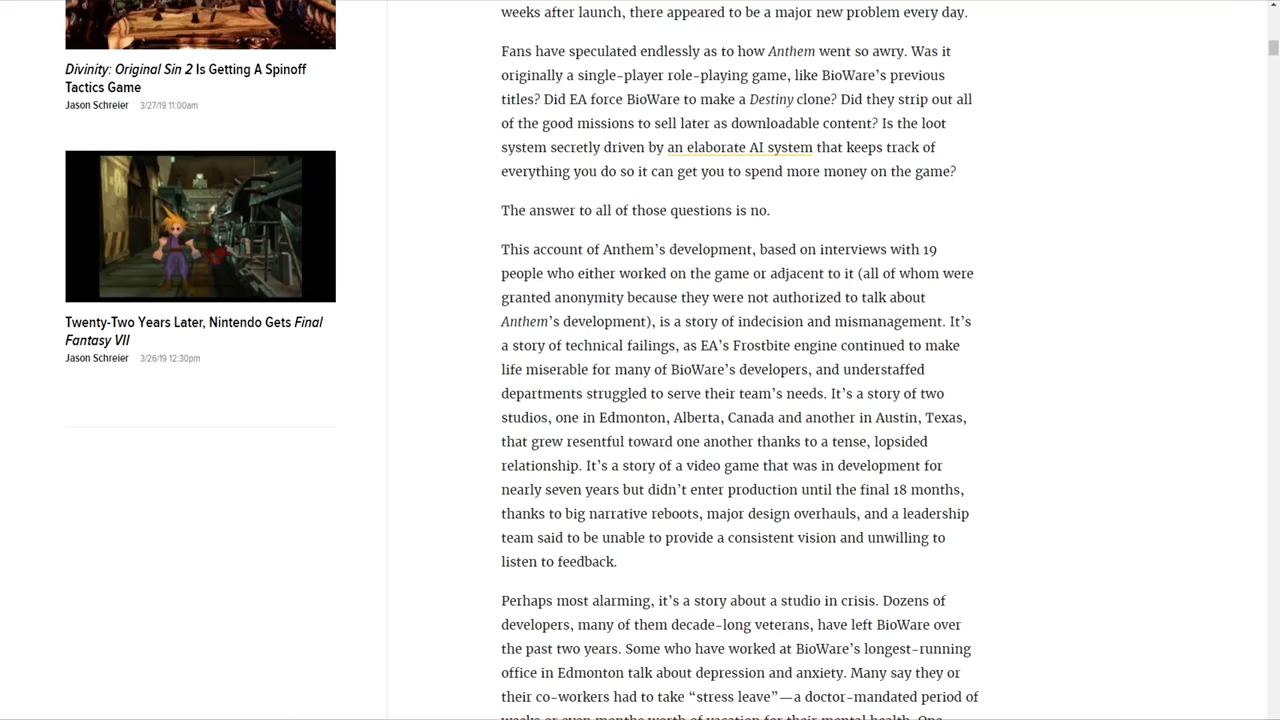 Divinity: Original Sin 2 Is Getting A Spinoff
Tactics Game
Jason Schreier 3/27/19 11:00am
Twenty-Two Years Later, Nintendo Gets Final
Fantasy VII
Jason Schreier 3/26/19 12:30pm
weeks after launch, there appeared to be a major new problem every day.
Fans have speculated endlessly as to how Anthem went so awry. Was it
originally a single-player role-playing game, like BioWare’s previous
titles? Did EA force BioWare to make a Destiny clone? Did they strip out all
of the good missions to sell later as downloadable content? Is the loot
system secretly driven by an elaborate AI system that keeps track of
everything you do so it can get you to spend more money on the game?
The answer to all of those questions is no.
This account of Anthem’s development, based on interviews with 19
people who either worked on the game or adjacent to it (all of whom were
granted anonymity because they were not authorized to talk about
Anthem’s development), is a story of indecision and mismanagement. It’s
a story of technical failings, as EA’s Frostbite engine continued to make
life miserable for many of BioWare’s developers, and understaffed
departments struggled to serve their team’s needs. It’s a story of two
studios, one in Edmonton, Alberta, Canada and another in Austin, Texas,
that grew resentful toward one another thanks to a tense, lopsided
relationship. It’s a story of a video game that was in development for
nearly seven years but didn’t enter production until the final 18 months,
thanks to big narrative reboots, major design overhauls, and a leadership
team said to be unable to provide a consistent vision and unwilling to
listen to feedback.
Perhaps most alarming, it’s a story about a studio in crisis. Dozens of
developers, many of them decade-long veterans, have left BioWare over
the past two years. Some who have worked at BioWare’s longest-running
office in Edmonton talk about depression and anxiety. Many say they or
their co-workers had to take “stress leave”—a doctor-mandated period of
weeks or even months worth of vacation for their mental health. One